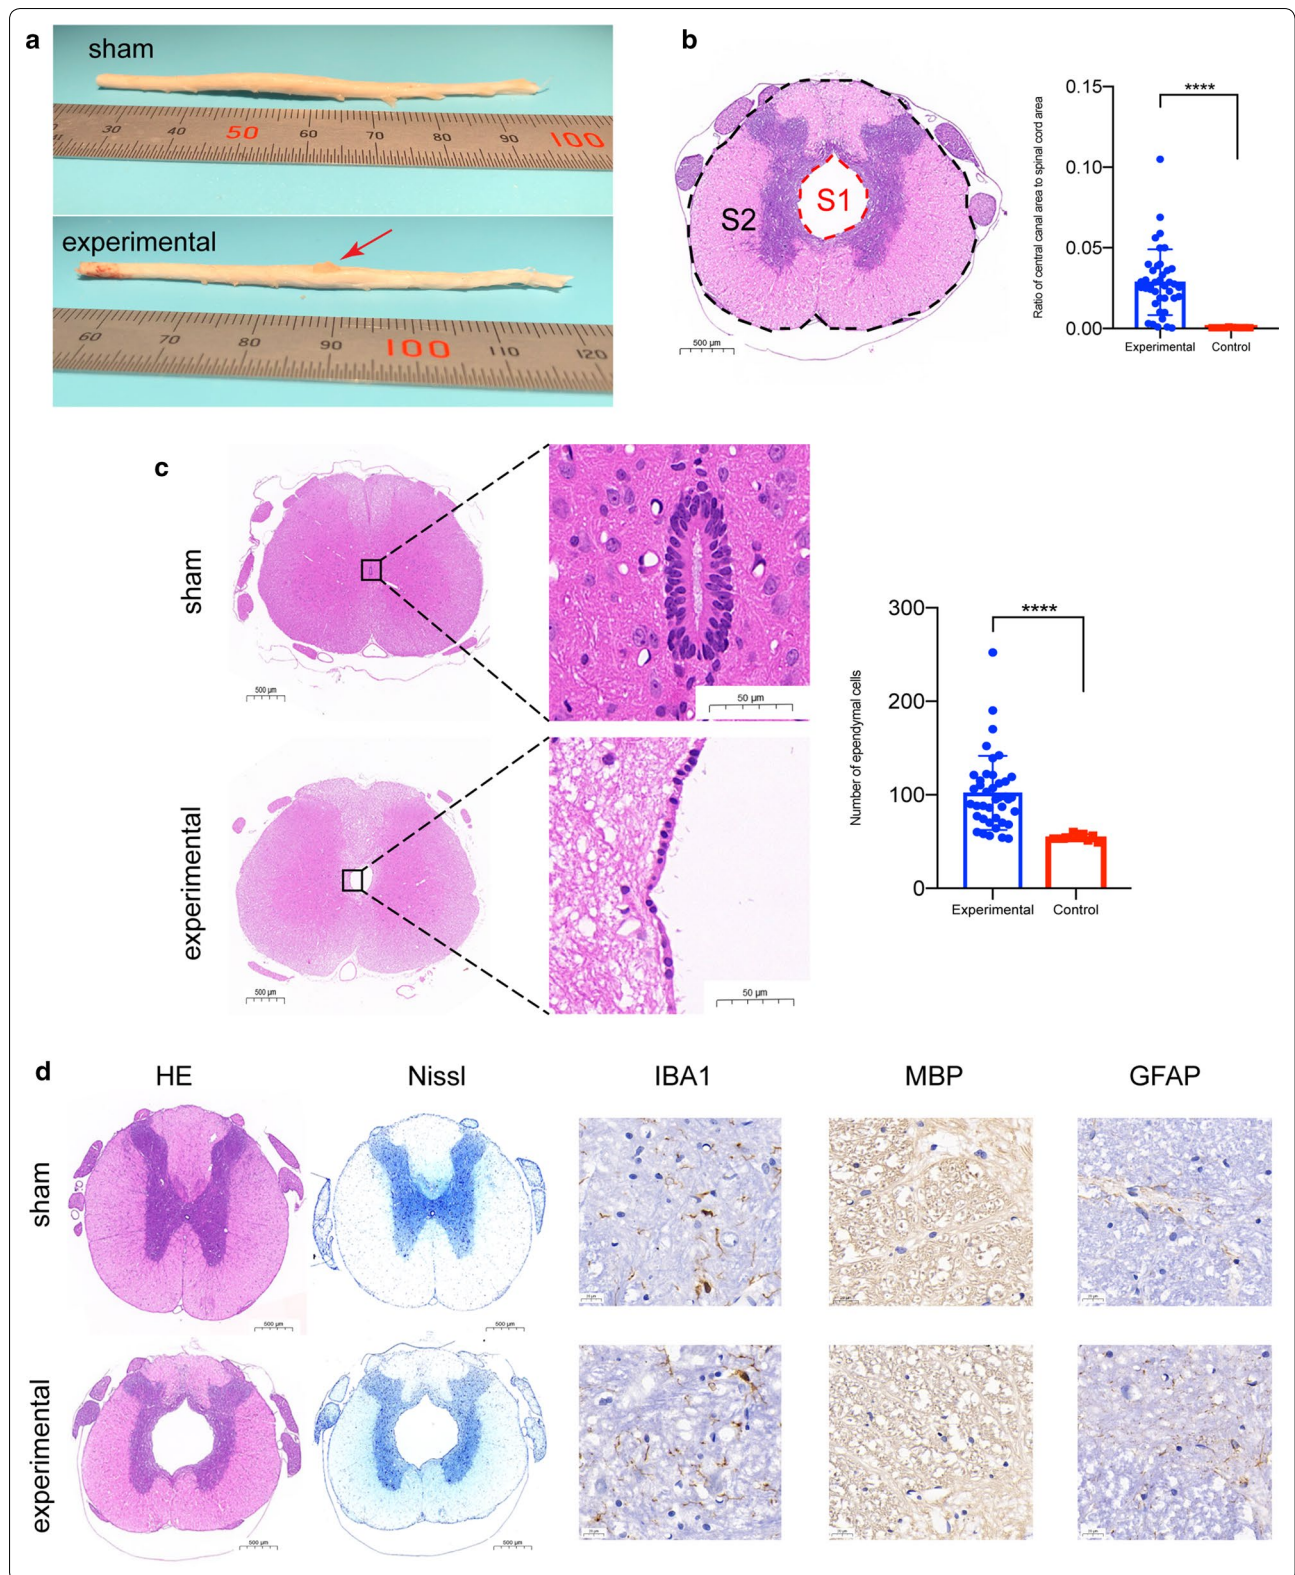 a
sham
30 40 50 60 70 80 90 100
experimental
60 70 80 90 100 110 120
b
S1
S2
500 μm
Ratio of central canal area to spinal cord area
0.15
0.10
0.05
0.00
****
Experimental Control
c
sham
500 μm
50 μm
experimental
500 μm
50 μm
Number of ependymal cells
300
200
100
0
****
Experimental Control
d
HE Nissl IBA1 MBP GFAP
sham
500 μm
500 μm
experimental
500 μm
500 μm